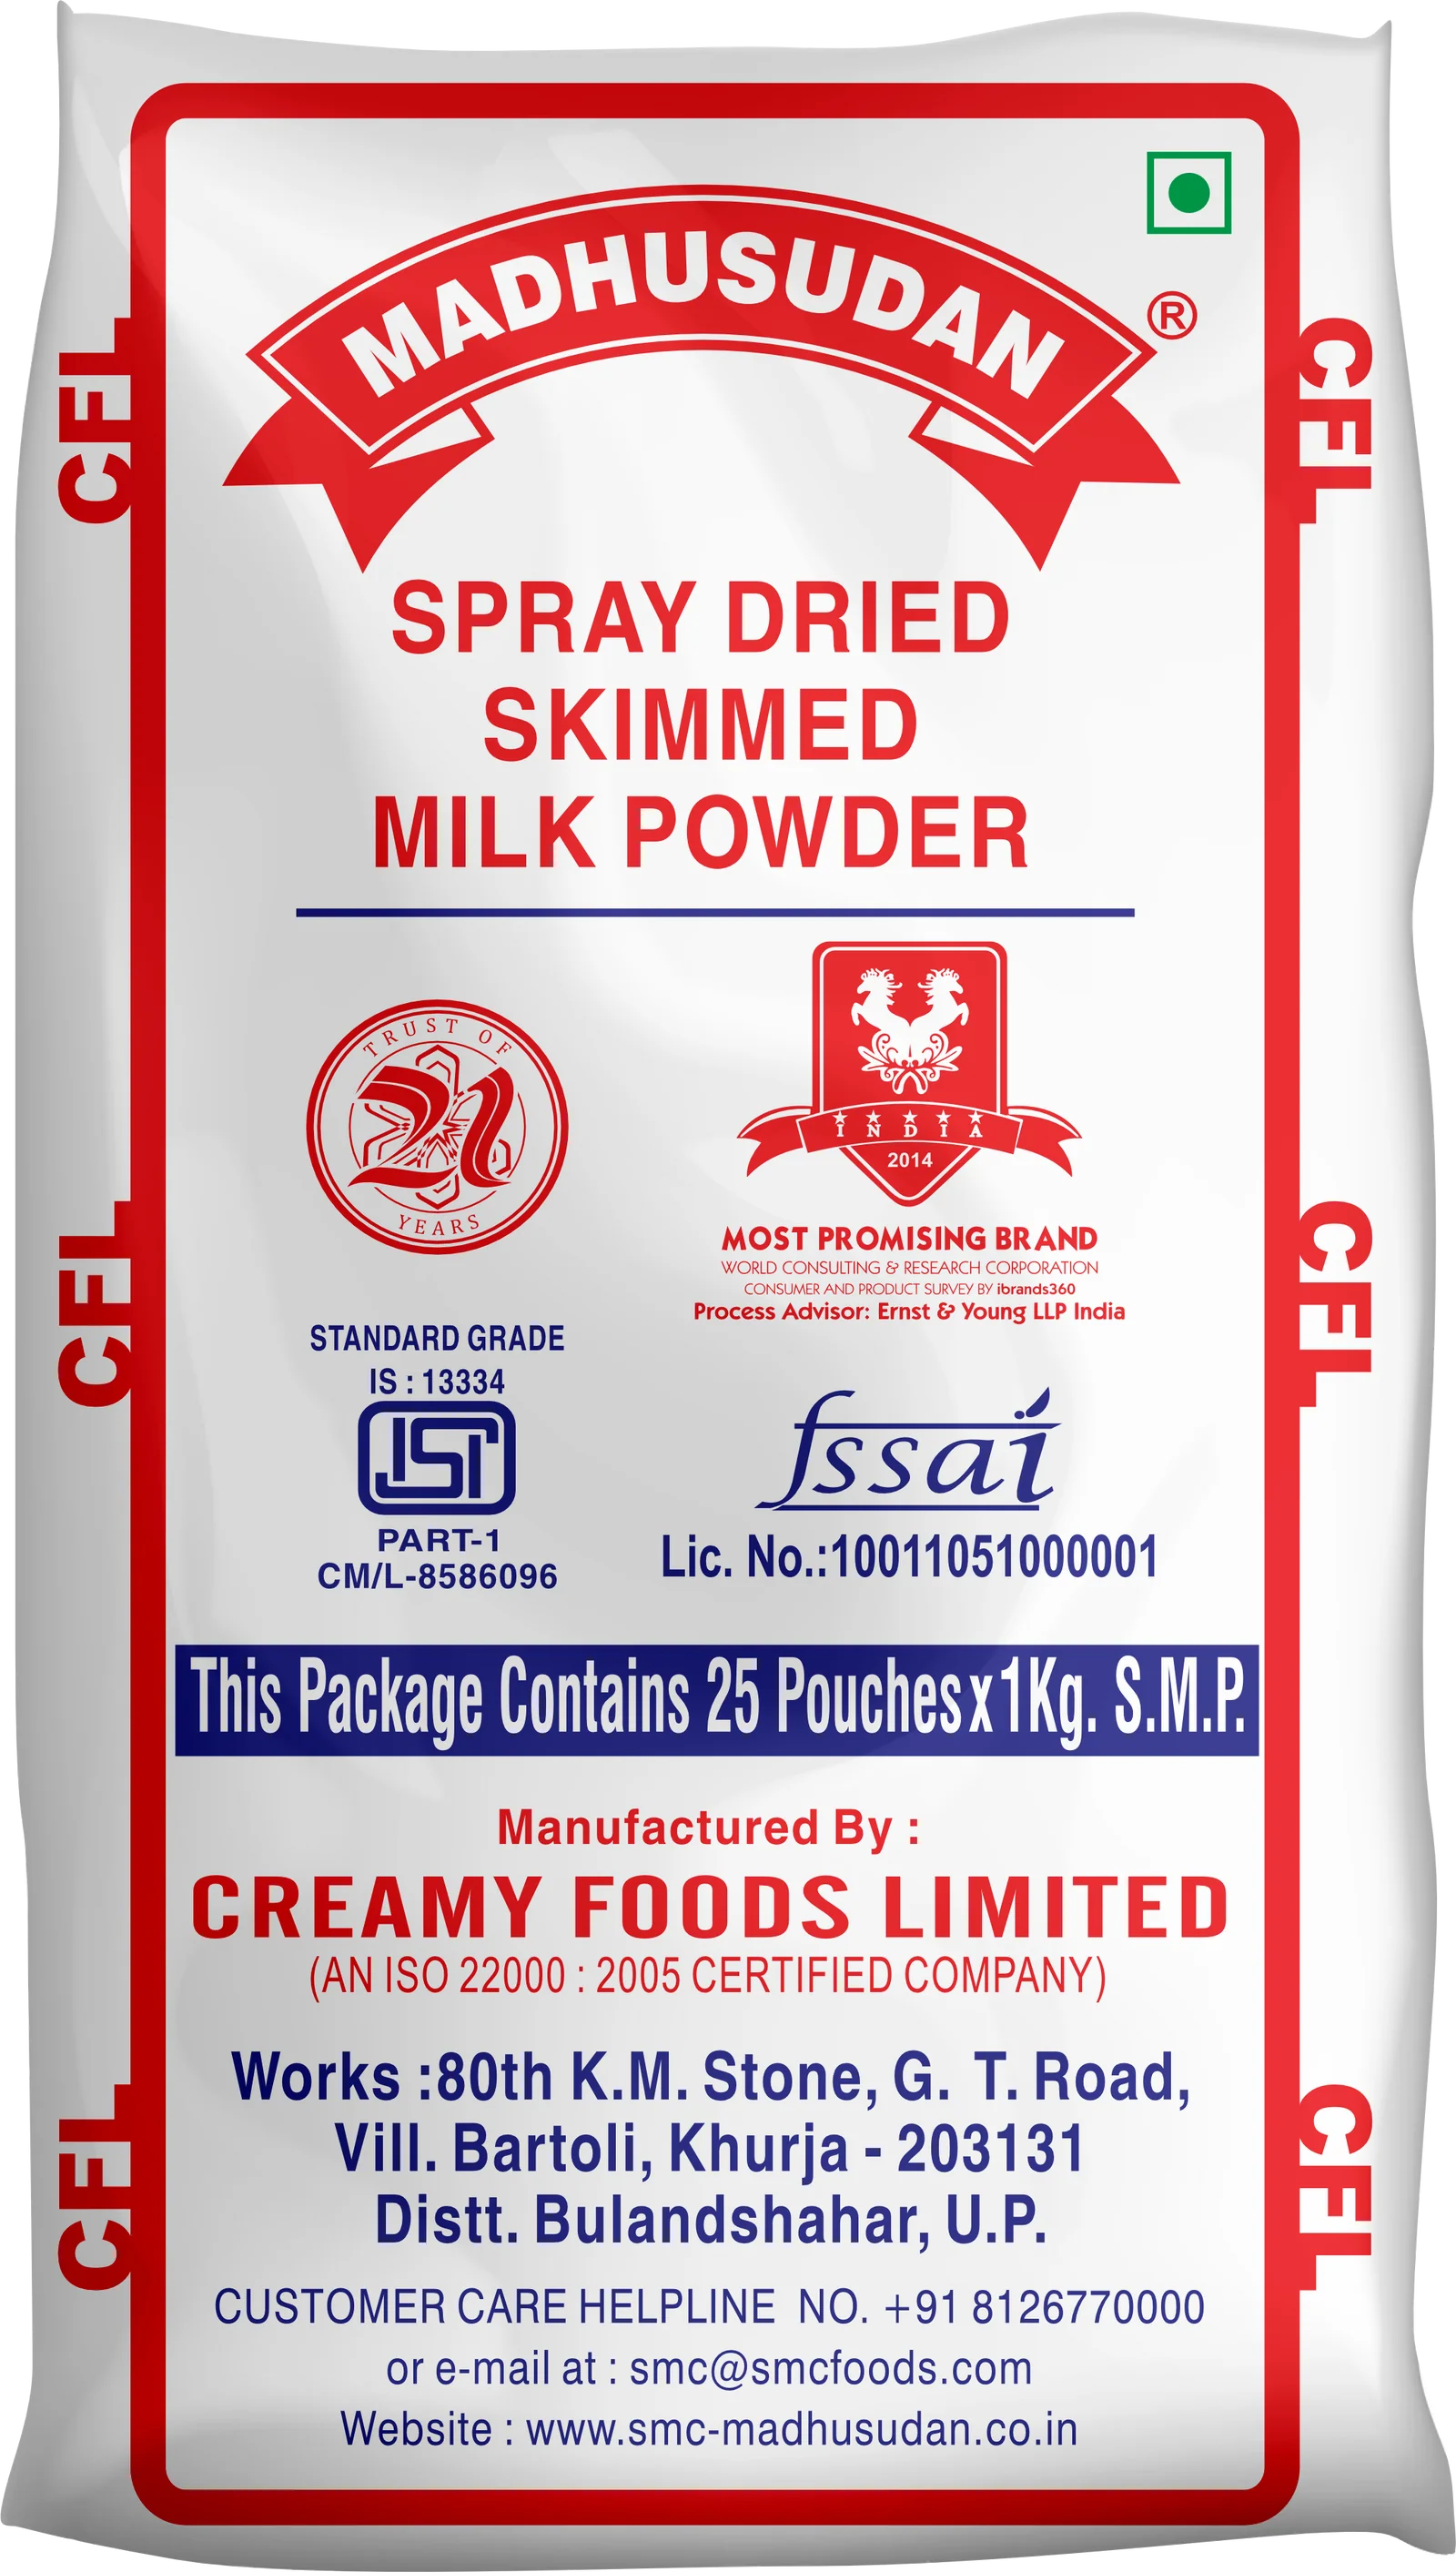 MADHUSUDAN
®
SPRAY DRIED
SKIMMED
MILK POWDER
TRUST OF
21
YEARS
INDIA
2014
MOST PROMISING BRAND
WORLD CONSULTING & RESEARCH CORPORATION
CONSUMER AND PRODUCT SURVEY BY ibrands360
Process Advisor: Ernst & Young LLP India
STANDARD GRADE
IS : 13334
ISI
PART-1
CM/L-8586096
fssai
Lic. No.:10011051000001
This Package Contains 25 Pouches x 1Kg. S.M.P.
Manufactured By :
CREAMY FOODS LIMITED
(AN ISO 22000 : 2005 CERTIFIED COMPANY)
Works :80th K.M. Stone, G. T. Road,
Vill. Bartoli, Khurja - 203131
Distt. Bulandshahar, U.P.
CUSTOMER CARE HELPLINE NO. +91 8126770000
or e-mail at : smc@smcfoods.com
Website : www.smc-madhusudan.co.in
CFL
CFL
CFL
CFL
CFL
CFL